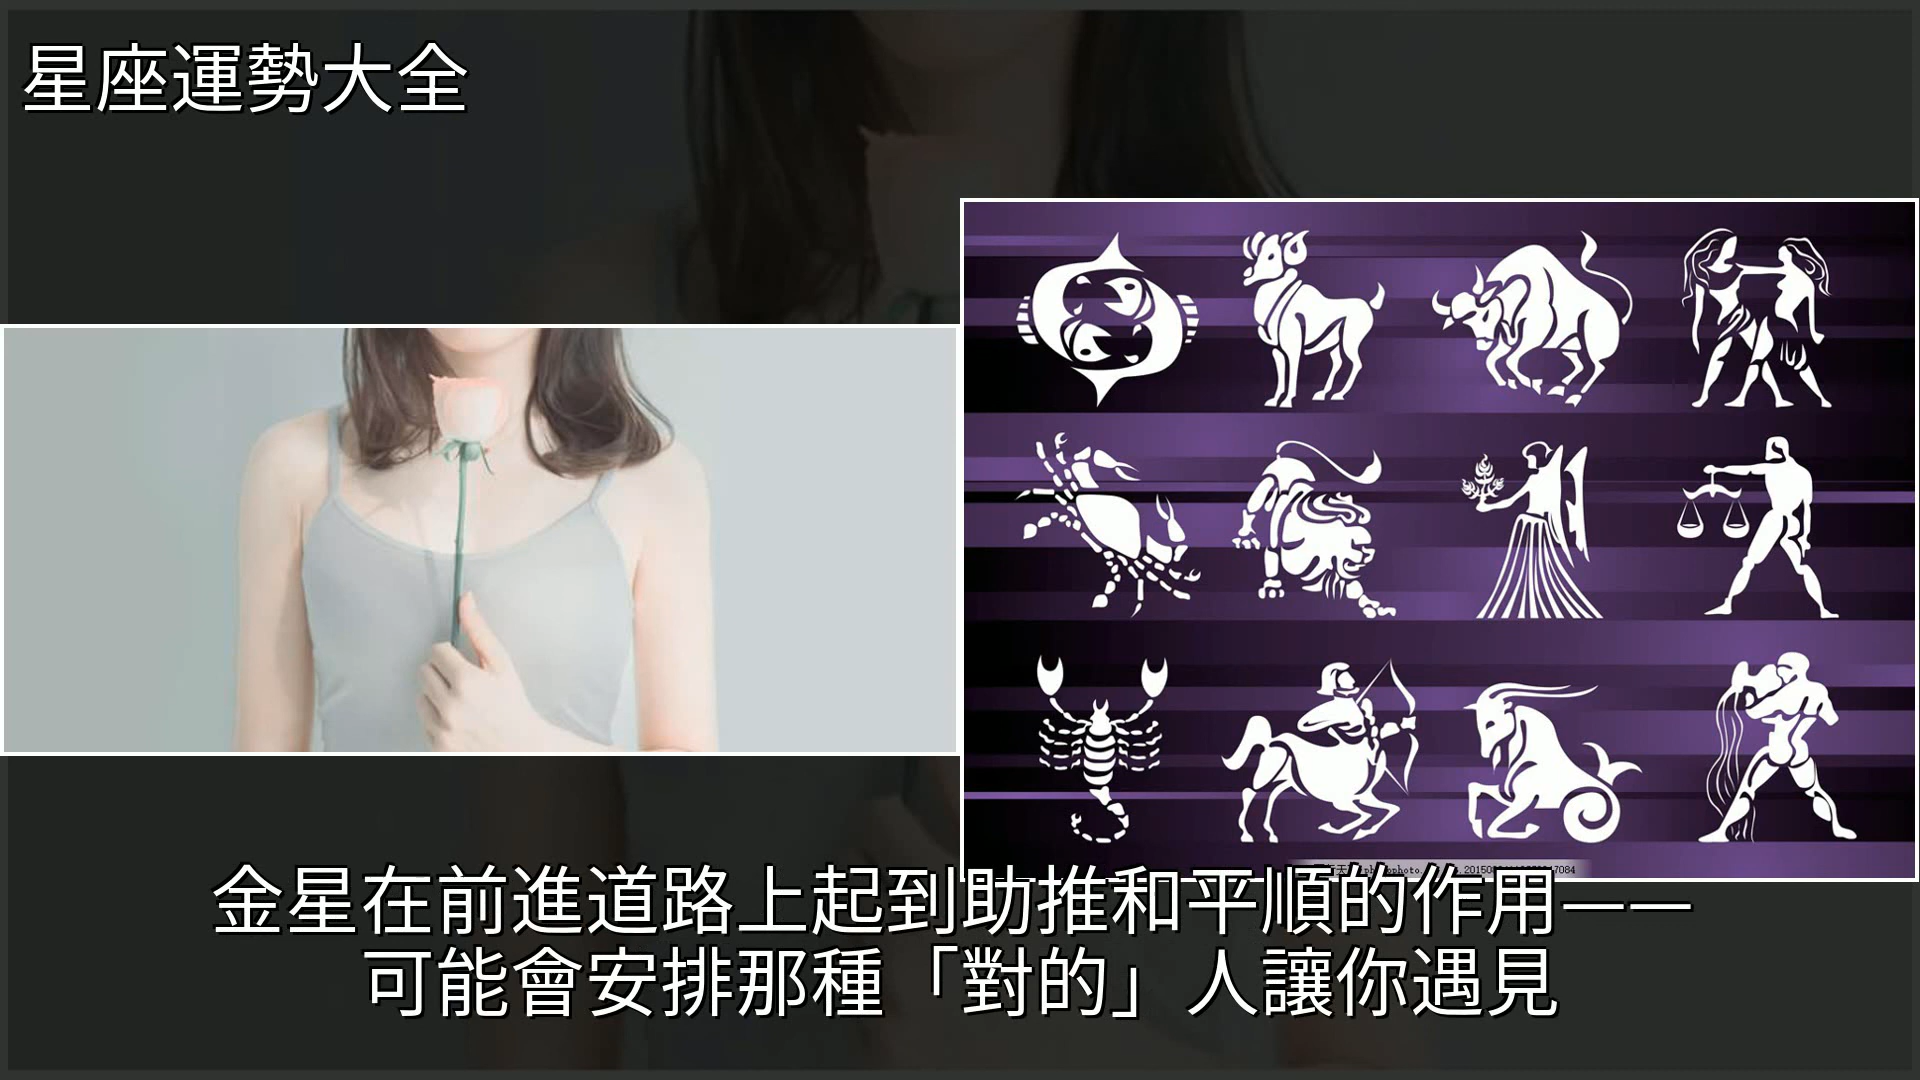 星座運勢大全
金星在前進道路上起到助推和平順的作用——
可能會安排那種「對的」人讓你遇見